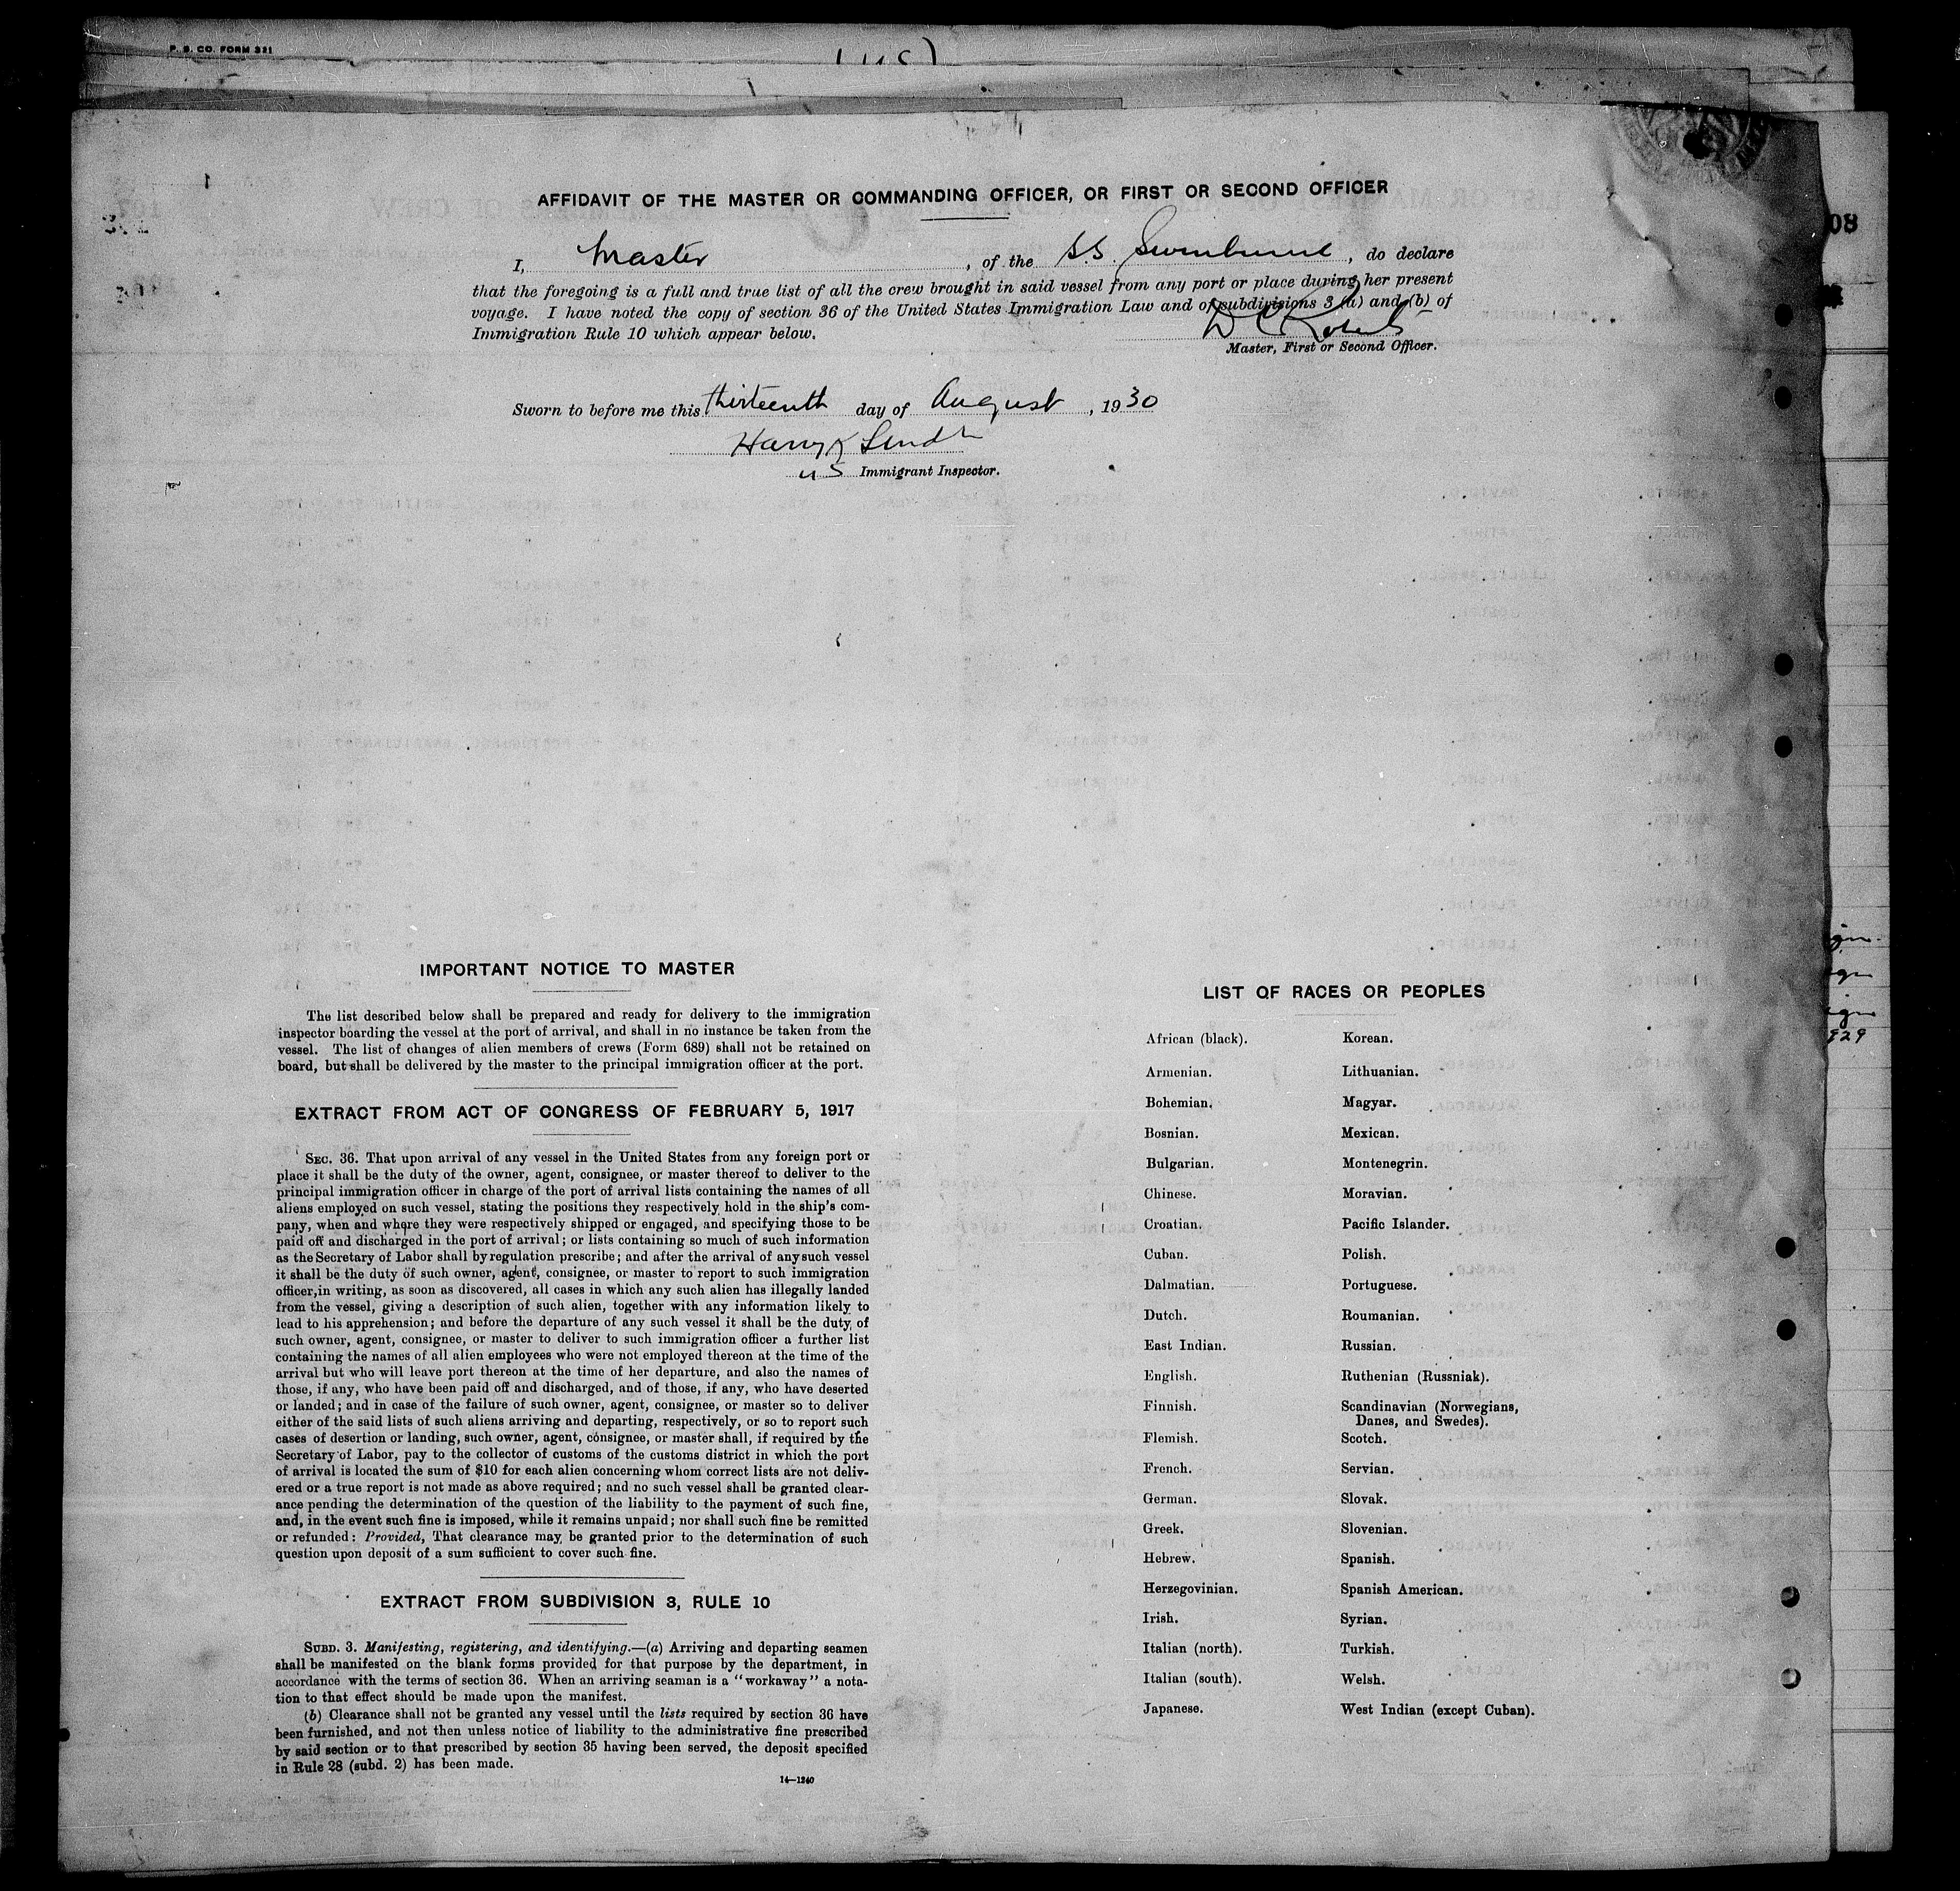 P. B. CO. FORM 321
AFFIDAVIT OF THE MASTER OR COMMANDING OFFICER, OR FIRST OR SECOND OFFICER
I, Master, of the S.S. Swinburne, do declare
that the foregoing is a full and true list of all the crew brought in said vessel from any port or place during her present
voyage. I have noted the copy of section 36 of the United States Immigration Law and of subdivisions 3 (a) and (b) of
Immigration Rule 10 which appear below.
D C Roberts
Master, First or Second Officer.
Sworn to before me this thirteenth day of August, 1930
Harry
US Immigrant Inspector.
08
929
IMPORTANT NOTICE TO MASTER
The list described below shall be prepared and ready for delivery to the immigration
inspector boarding the vessel at the port of arrival, and shall in no instance be taken from the
vessel. The list of changes of alien members of crews (Form 689) shall not be retained on
board, but shall be delivered by the master to the principal immigration officer at the port.
EXTRACT FROM ACT OF CONGRESS OF FEBRUARY 5, 1917
SEC. 36. That upon arrival of any vessel in the United States from any foreign port or
place it shall be the duty of the owner, agent, consignee, or master thereof to deliver to the
principal immigration officer in charge of the port of arrival lists containing the names of all
aliens employed on such vessel, stating the positions they respectively hold in the ship's com-
pany, when and where they were respectively shipped or engaged, and specifying those to be
paid off and discharged in the port of arrival; or lists containing so much of such information
as the Secretary of Labor shall by regulation prescribe; and after the arrival of any such vessel
it shall be the duty of such owner, agent, consignee, or master to report to such immigration
officer, in writing, as soon as discovered, all cases in which any such alien has illegally landed
from the vessel, giving a description of such alien, together with any information likely to
lead to his apprehension; and before the departure of any such vessel it shall be the duty of
such owner, agent, consignee, or master to deliver to such immigration officer a further list
containing the names of all alien employees who were not employed thereon at the time of the
arrival but who will leave port thereon at the time of her departure, and also the names of
those, if any, who have been paid off and discharged, and of those, if any, who have deserted
or landed; and in case of the failure of such owner, agent, consignee, or master so to deliver
either of the said lists of such aliens arriving and departing, respectively, or so to report such
cases of desertion or landing, such owner, agent, consignee, or master shall, if required by the
Secretary of Labor, pay to the collector of customs of the customs district in which the port
of arrival is located the sum of $10 for each alien concerning whom correct lists are not deliv-
ered or a true report is not made as above required; and no such vessel shall be granted clear-
ance pending the determination of the question of the liability to the payment of such fine,
and, in the event such fine is imposed, while it remains unpaid; nor shall such fine be remitted
or refunded: Provided, That clearance may be granted prior to the determination of such
question upon deposit of a sum sufficient to cover such fine.
EXTRACT FROM SUBDIVISION 3, RULE 10
SUBD. 3. Manifesting, registering, and identifying.—(a) Arriving and departing seamen
shall be manifested on the blank forms provided for that purpose by the department, in
accordance with the terms of section 36. When an arriving seaman is a "workaway" a nota-
tion to that effect should be made upon the manifest.
(b) Clearance shall not be granted any vessel until the lists required by section 36 have
been furnished, and not then unless notice of liability to the administrative fine prescribed
by said section or to that prescribed by section 35 having been served, the deposit specified
in Rule 28 (subd. 2) has been made.
14—1240
LIST OF RACES OR PEOPLES
African (black). Korean.
Armenian. Lithuanian.
Bohemian. Magyar.
Bosnian. Mexican.
Bulgarian. Montenegrin.
Chinese. Moravian.
Croatian. Pacific Islander.
Cuban. Polish.
Dalmatian. Portuguese.
Dutch. Roumanian.
East Indian. Russian.
English. Ruthenian (Russniak).
Finnish. Scandinavian (Norwegians,
Danes, and Swedes).
Flemish. Scotch.
French. Servian.
German. Slovak.
Greek. Slovenian.
Hebrew. Spanish.
Herzegovinian. Spanish American.
Irish. Syrian.
Italian (north). Turkish.
Italian (south). Welsh.
Japanese. West Indian (except Cuban).